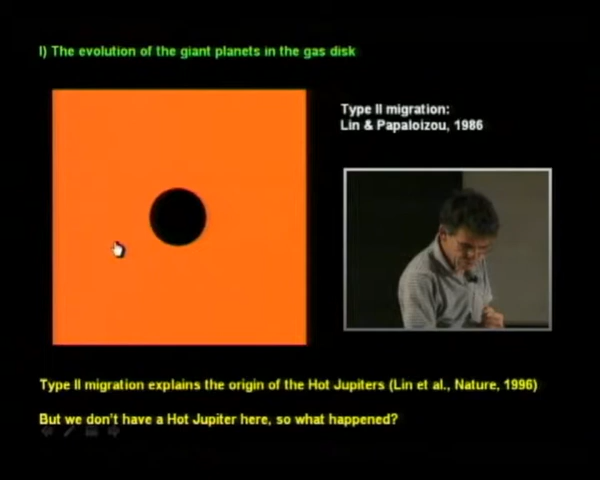 I) The evolution of the giant planets in the gas disk
Type II migration:
Lin & Papaloizou, 1986
Type II migration explains the origin of the Hot Jupiters (Lin et al., Nature, 1996)
But we don't have a Hot Jupiter here, so what happened?